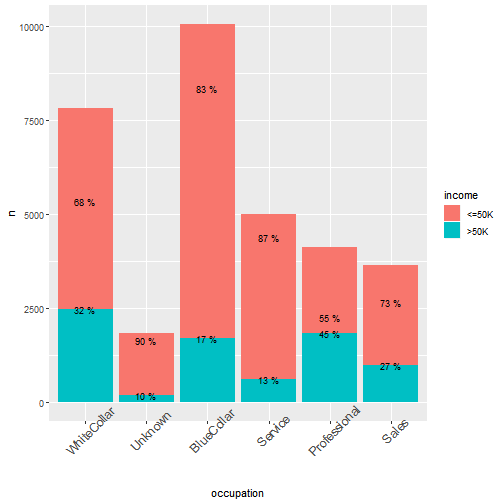 10000
83 %
7500
68 %
n
5000
87 %
income
<=50K
>50K
73 %
2500
32 %
55 %
45 %
90 %
17 %
27 %
13 %
10 %
0
WhiteCollar
Unknown
BlueCollar
Service
Professional
Sales
occupation